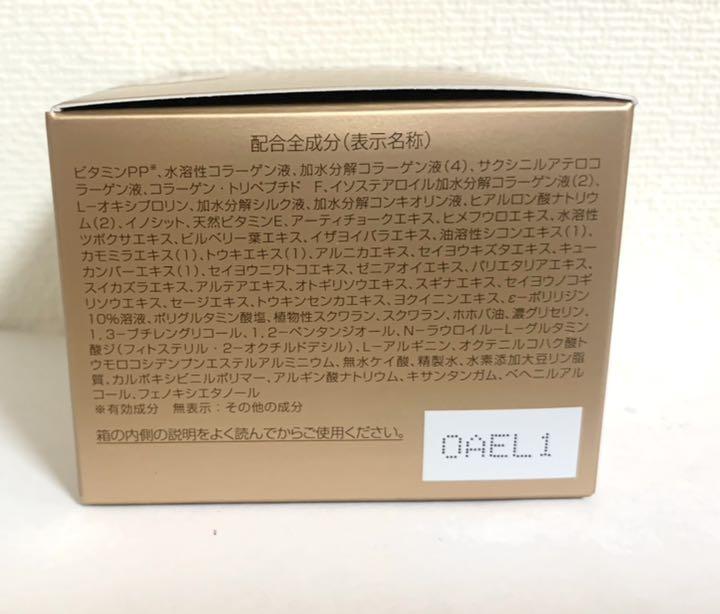 配合全成分(表示名称)
ビタミンPP※、水溶性コラーゲン液、加水分解コラーゲン液(4)、サクシニルアテロコ
ラーゲン液、コラーゲン・トリペプチド F、イソステアロイル加水分解コラーゲン液(2)、
L-オキシプロリン、加水分解シルク液、加水分解コンキオリン液、ヒアルロン酸ナトリウ
ム(2)、イノシット、天然ビタミンE、アーティチョークエキス、ヒメフウロエキス、水溶性
ツボクサエキス、ビルベリー葉エキス、イザヨイバラエキス、油溶性シコンエキス(1)、
カモミラエキス(1)、トウキエキス(1)、アルニカエキス、セイヨウキズタエキス、キュー
カンバーエキス(1)、セイヨウニワトコエキス、ゼニアオイエキス、パリエタリアエキス、
スイカズラエキス、アルテアエキス、オトギリソウエキス、スギナエキス、セイヨウノコギ
リソウエキス、セージエキス、トウキンセンカエキス、ヨクイニンエキス、ε-ポリリジン
10%溶液、ポリグルタミン酸塩、植物性スクワラン、スクワラン、ホホバ油、濃グリセリン、
1,3-ブチレングリコール、1,2-ペンタンジオール、N-ラウロイル-L-グルタミン
酸ジ(フィトステリル・2-オクチルドデシル)、L-アルギニン、オクテニルコハク酸ト
ウモロコシデンプンエステルアルミニウム、無水ケイ酸、精製水、水素添加大豆リン脂
質、カルボキシビニルポリマー、アルギン酸ナトリウム、キサンタンガム、ベヘニルアル
コール、フェノキシエタノール
※有効成分 無表示：その他の成分
箱の内側の説明をよく読んでからご使用ください。
0AEL1